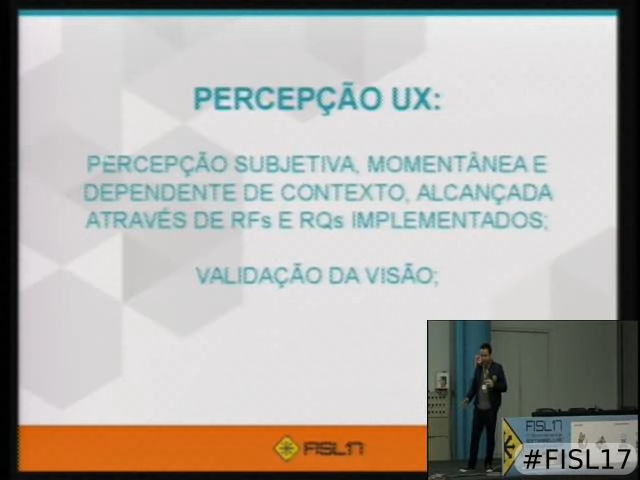 PERCEPÇÃO UX:
PERCEPÇÃO SUBJETIVA, MOMENTÂNEA E
DEPENDENTE DE CONTEXTO, ALCANÇADA
ATRAVÉS DE RFs E RQs IMPLEMENTADOS;
VALIDAÇÃO DA VISÃO;
FISL17
FISL17
#FISL17